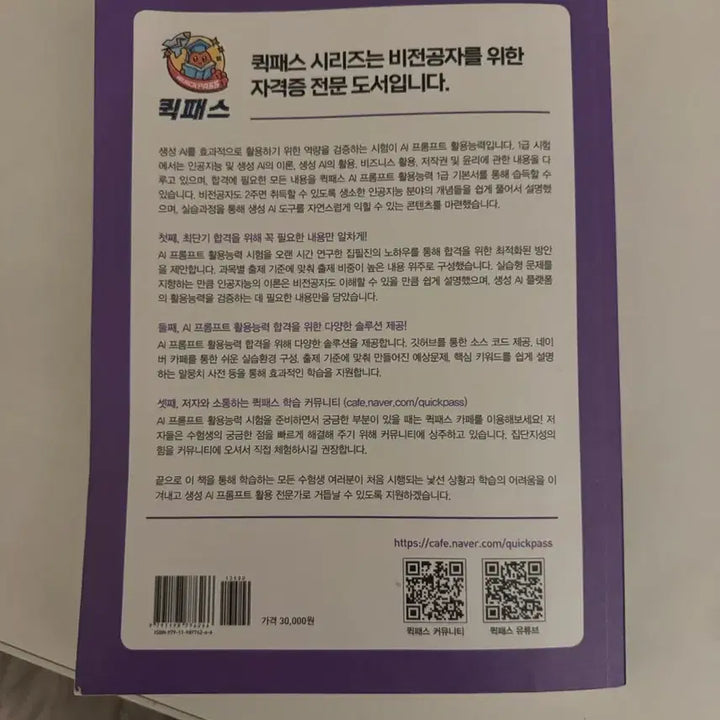 퀵패스
퀵패스 시리즈는 비전공자를 위한
자격증 전문 도서입니다.
생성 AI를 효과적으로 활용하기 위한 역량을 검증하는 시험이 AI 프롬프트 활용능력입니다. 1급 시험
에서는 인공지능 및 생성 AI의 이론, 생성 AI의 활용, 비즈니스 활용, 저작권 및 윤리에 관한 내용을 다
루고 있으며, 합격에 필요한 모든 내용을 퀵패스 AI 프롬프트 활용능력 1급 기본서를 통해 습득할 수
있습니다. 비전공자도 2주면 취득할 수 있도록 생소한 인공지능 분야의 개념들을 쉽게 풀어서 설명했
으며, 실습과정을 통해 생성 AI 도구를 자연스럽게 익힐 수 있는 콘텐츠를 마련했습니다.
첫째, 최단기 합격을 위해 꼭 필요한 내용만 알차게!
AI 프롬프트 활용능력 시험을 오랜 시간 연구한 집필진의 노하우를 통해 합격을 위한 최적화된 방안
을 제안합니다. 과목별 출제 기준에 맞춰 출제 비중이 높은 내용 위주로 구성했습니다. 실습형 문제를
지향하는 만큼 인공지능의 이론은 비전공자도 이해할 수 있을 만큼 쉽게 설명했으며, 생성 AI 플랫폼
의 활용능력을 검증하는 데 필요한 내용만을 담았습니다.
둘째, AI 프롬프트 활용능력 합격을 위한 다양한 솔루션 제공!
AI 프롬프트 활용능력 합격을 위해 다양한 솔루션을 제공합니다. 깃허브를 통한 소스 코드 제공, 네이
버 카페를 통한 쉬운 실습환경 구성, 출제 기준에 맞춰 만들어진 예상문제, 핵심 키워드를 쉽게 설명
하는 말뭉치 사전 등을 통해 효과적인 학습을 지원합니다.
셋째, 저자와 소통하는 퀵패스 학습 커뮤니티 (cafe.naver.com/quickpass)
AI 프롬프트 활용능력 시험을 준비하면서 궁금한 부분이 있을 때는 퀵패스 카페를 이용해보세요! 저
자들은 수험생의 궁금한 점을 빠르게 해결해 주기 위해 커뮤니티에 상주하고 있습니다. 집단지성의
힘을 커뮤니티에 오셔서 직접 체험하시길 권장합니다.
끝으로 이 책을 통해 학습하는 모든 수험생 여러분이 처음 시행되는 낯선 상황과 학습의 어려움을 이
겨내고 생성 AI 프롬프트 활용 전문가로 거듭날 수 있도록 지원하겠습니다.
https://cafe.naver.com/quickpass
가격 30,000원
퀵패스 커뮤니티
퀵패스 유튜브